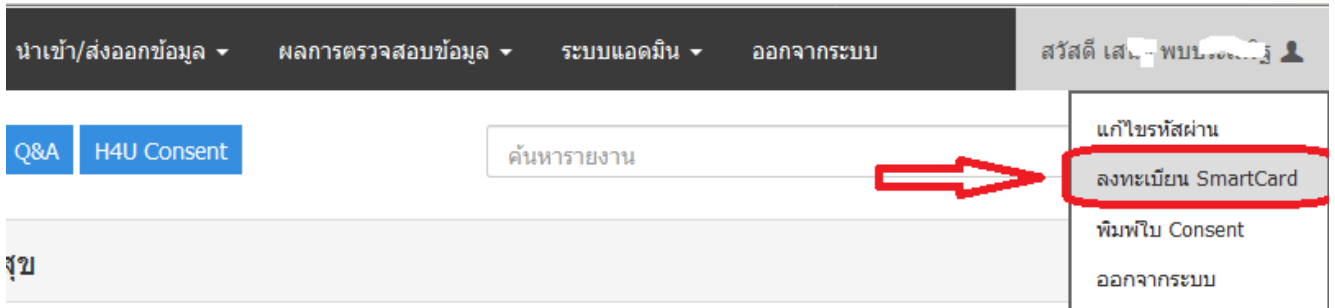 นำเข้า/ส่งออกข้อมูล ผลการตรวจสอบข้อมูล ระบบแอดมิน ออกจากระบบ สวัสดี
Q&A H4U Consent ค้นหารายงาน
แก้ไขรหัสผ่าน
ลงทะเบียน SmartCard
พิมพ์ใบ Consent
สุข
ออกจากระบบ